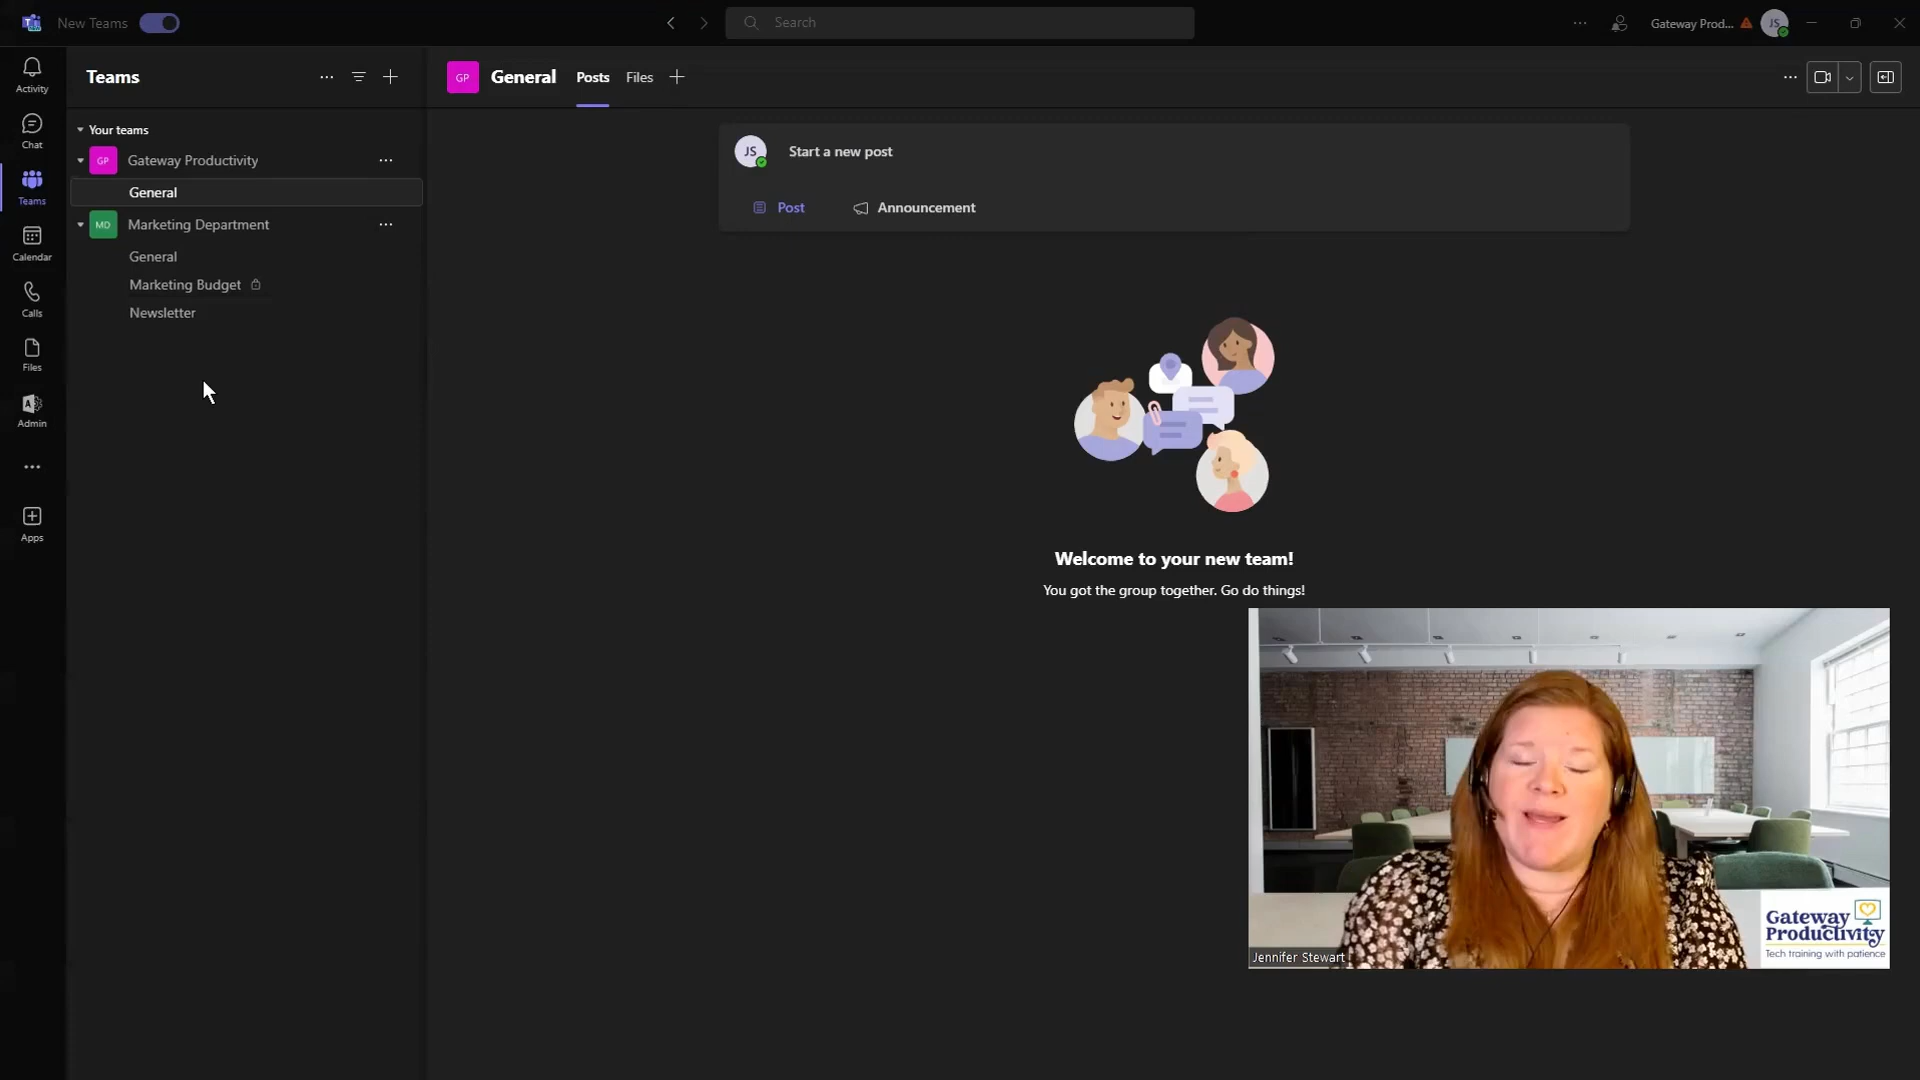 New Teams
Search
Gateway Prod...
JS
Activity
Chat
Teams
Calendar
Calls
Files
Admin
Apps
Teams
Your teams
GP
Gateway Productivity
General
MD
Marketing Department
General
Marketing Budget
Newsletter
GP
General
Posts
Files
JS
Start a new post
Post
Announcement
Welcome to your new team!
You got the group together. Go do things!
Jennifer Stewart
Gateway
Productivity
Tech training with patience